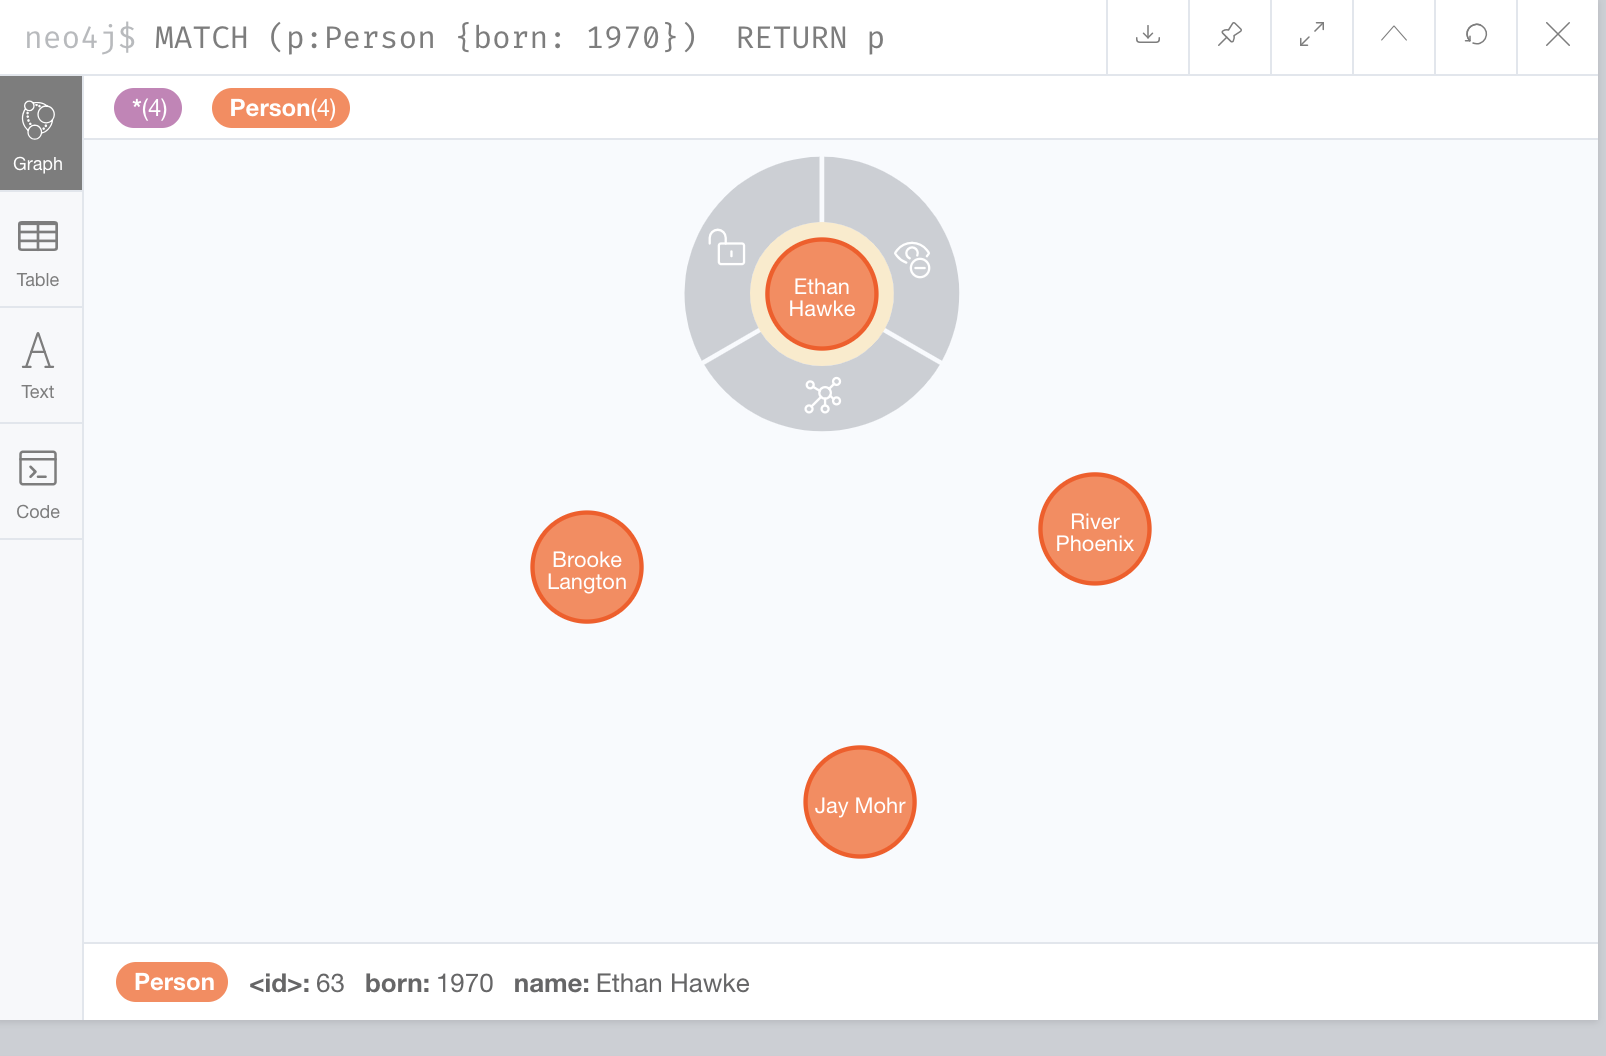 neo4j$ MATCH (p:Person {born: 1970})  RETURN p
*(4) Person(4)
Graph
Table
Text
Code
Ethan
Hawke
River
Phoenix
Brooke
Langton
Jay Mohr
Person <id>: 63 born: 1970 name: Ethan Hawke